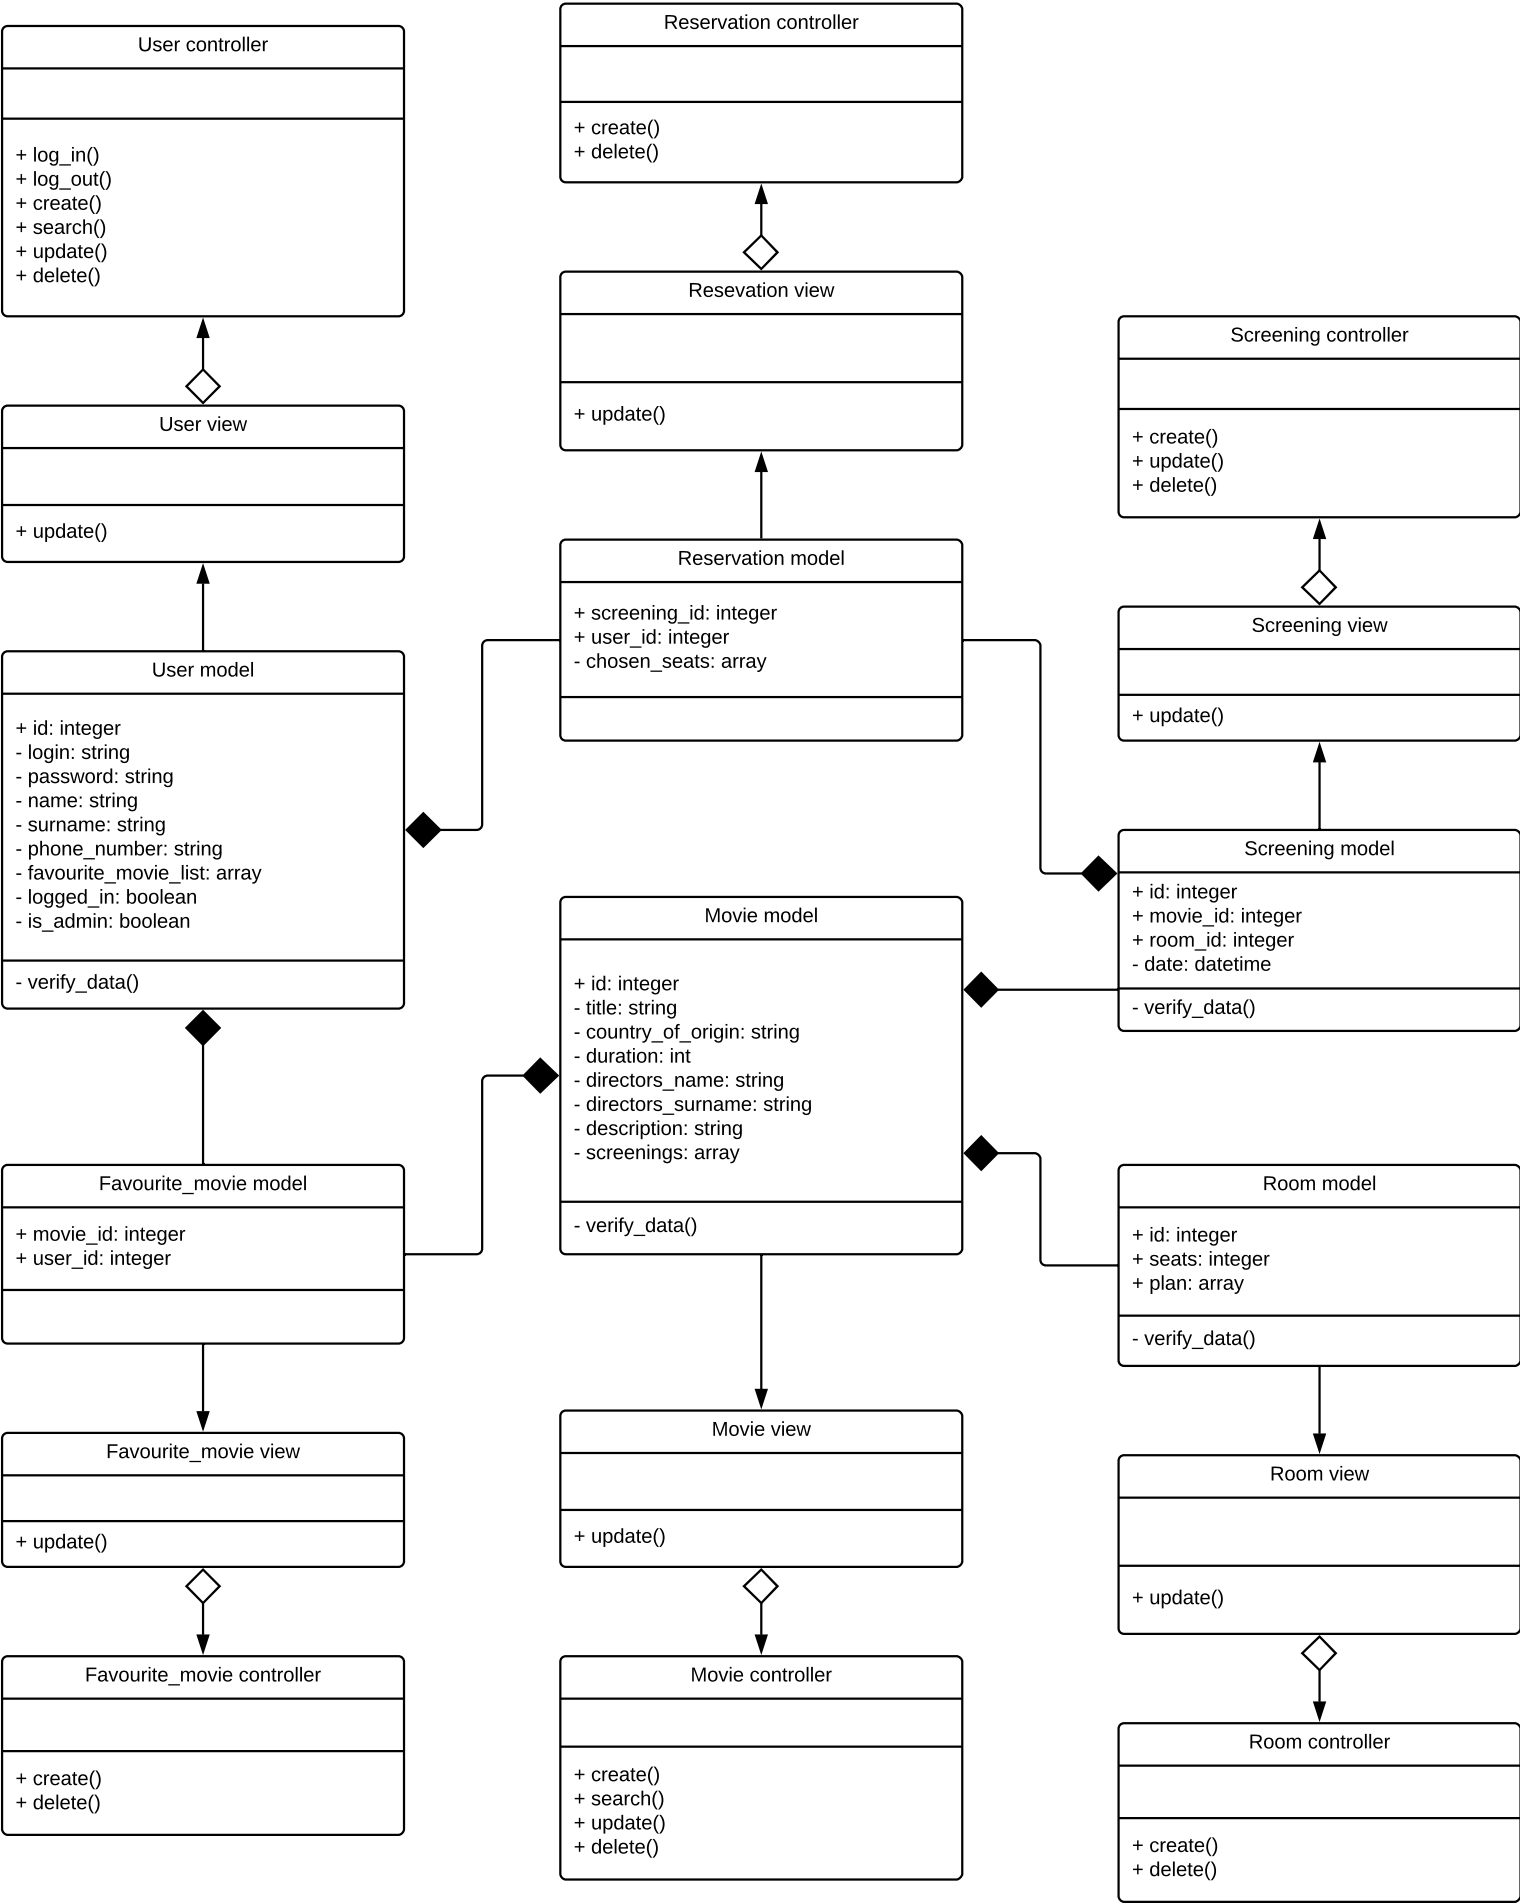 User controller
+ log_in()
+ log_out()
+ create()
+ search()
+ update()
+ delete()
User view
+ update()
User model
+ id: integer
- login: string
- password: string
- name: string
- surname: string
- phone_number: string
- favourite_movie_list: array
- logged_in: boolean
- is_admin: boolean
- verify_data()
Favourite_movie model
+ movie_id: integer
+ user_id: integer
Favourite_movie view
+ update()
Favourite_movie controller
+ create()
+ delete()
Reservation controller
+ create()
+ delete()
Resevation view
+ update()
Reservation model
+ screening_id: integer
+ user_id: integer
- chosen_seats: array
Movie model
+ id: integer
- title: string
- country_of_origin: string
- duration: int
- directors_name: string
- directors_surname: string
- description: string
- screenings: array
- verify_data()
Movie view
+ update()
Movie controller
+ create()
+ search()
+ update()
+ delete()
Screening controller
+ create()
+ update()
+ delete()
Screening view
+ update()
Screening model
+ id: integer
+ movie_id: integer
+ room_id: integer
- date: datetime
- verify_data()
Room model
+ id: integer
+ seats: integer
+ plan: array
- verify_data()
Room view
+ update()
Room controller
+ create()
+ delete()